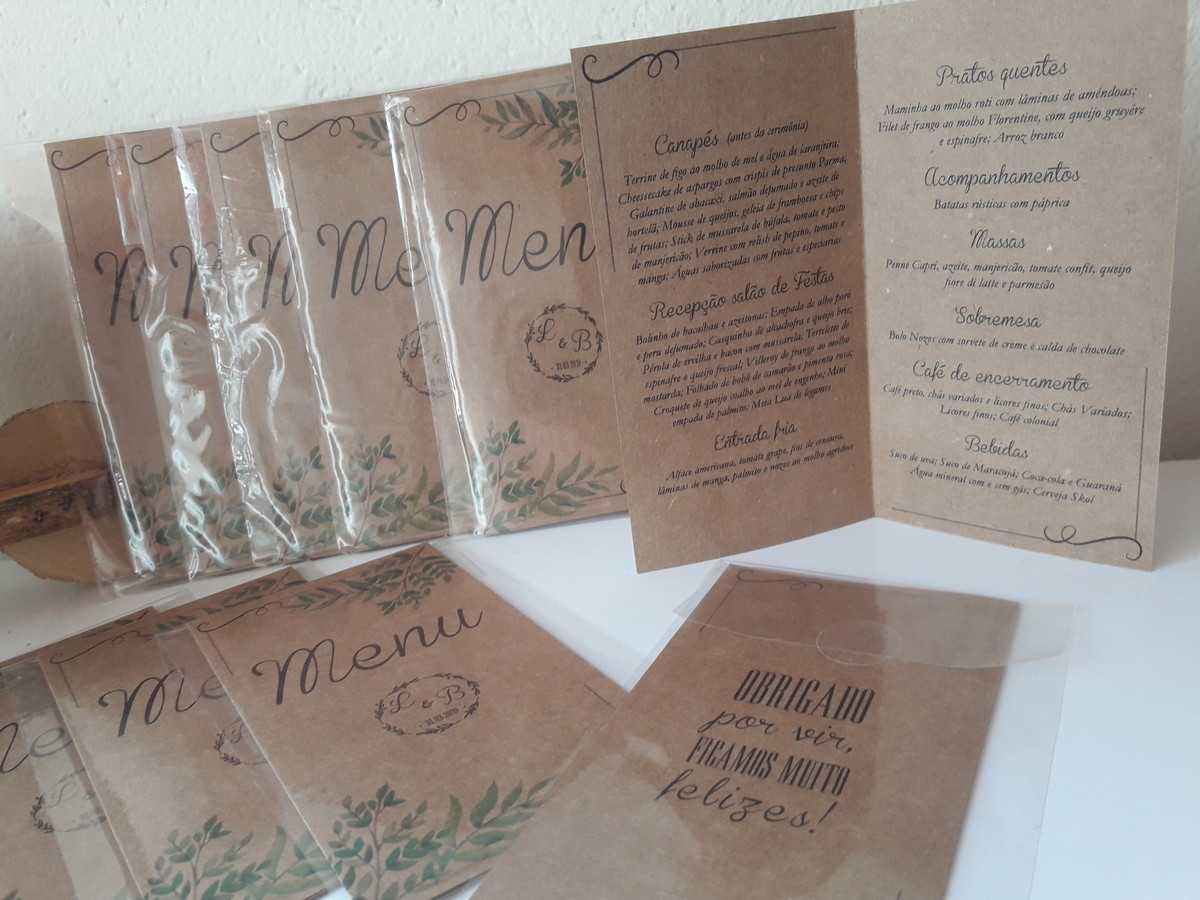 Men
L & B
- 31.03.2019 -
Me
L &
N
N
N
Canapés (antes da cerimônia)
Terrine de figo ao molho de mel e água de laranjeira;
Cheesecake de aspargos com crispis de presunto Parma;
Galantine de abacaxi, salmão defumado e azeite de
hortelã; Mousse de queijos, geleia de framboesa e chips
de frutas; Stick de mussarela de búfala, tomate e pesto
de manjericão; Verrine com relish de pepino, tomate e
manga; Águas saborizadas com frutas e especiarias
Recepção salão de Festas
Bolinho de bacalhau e azeitonas; Empada de alho poró
e peru defumado; Casquinha de alcachofra e queijo brie;
Pérola de ervilha e bacon com mussarela; Tertelette de
espinafre e queijo frescal; Villeroy de frango ao molho
mostarda; Folhado de bobó de camarão e pimenta rosa;
Croquete de queijo coalho ao mel de engenho; Mini
empada de palmito; Meia Lua de legumes
Entrada fria
Alface americana, tomate grape, fios de cenoura,
lâminas de manga, palmito e nozes ao molho agridoce
Pratos quentes
Maminha ao molho roti com lâminas de amêndoas;
Filet de frango ao molho Florentine, com queijo gruyére
e espinafre; Arroz branco
Acompanhamentos
Batatas rústicas com páprica
Massas
Penne Capri, azeite, manjericão, tomate confit, queijo
fiore di latte e parmesão
Sobremesa
Bolo Nozes com sorvete de creme e calda de chocolate
Café de encerramento
Café preto, chás variados e licores finos; Chás Variados;
Licores finos; Café colonial
Bebidas
Suco de uva; Suco de Maracujá; Coca-cola e Guaraná
Água mineral com e sem gás; Cerveja Skol
Menu
L & B
- 31.03.2019 -
Me
L &
OBRIGADO
por vir,
FICAMOS MUITO
felizes!